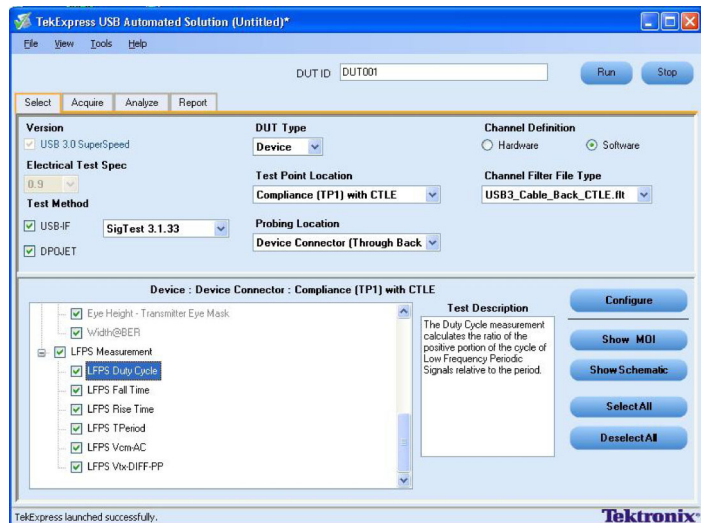 TekExpress USB Automated Solution (Untitled)*
File View Tools Help
DUT ID DUT001 Run Stop
Select Acquire Analyze Report
Version
USB 3.0 SuperSpeed
Electrical Test Spec
0.9
Test Method
USB-IF SigTest 3.1.33
DPOJET
DUT Type
Device
Test Point Location
Compliance (TP1) with CTLE
Probing Location
Device Connector (Through Back
Channel Definition
Hardware Software
Channel Filter File Type
USB3_Cable_Back_CTLE.flt
Device : Device Connector : Compliance (TP1) with CTLE
Eye Height - Transmitter Eye Mask
Width@BER
LFPS Measurement
LFPS Duty Cycle
LFPS Fall Time
LFPS Rise Time
LFPS TPeriod
LFPS Vcm-AC
LFPS Vtx-DIFF-PP
Test Description
The Duty Cycle measurement
calculates the ratio of the
positive portion of the cycle of
Low Frequency Periodic
Signals relative to the period.
Configure
Show MOI
Show Schematic
Select All
Deselect All
TekExpress launched successfully.
Tektronix